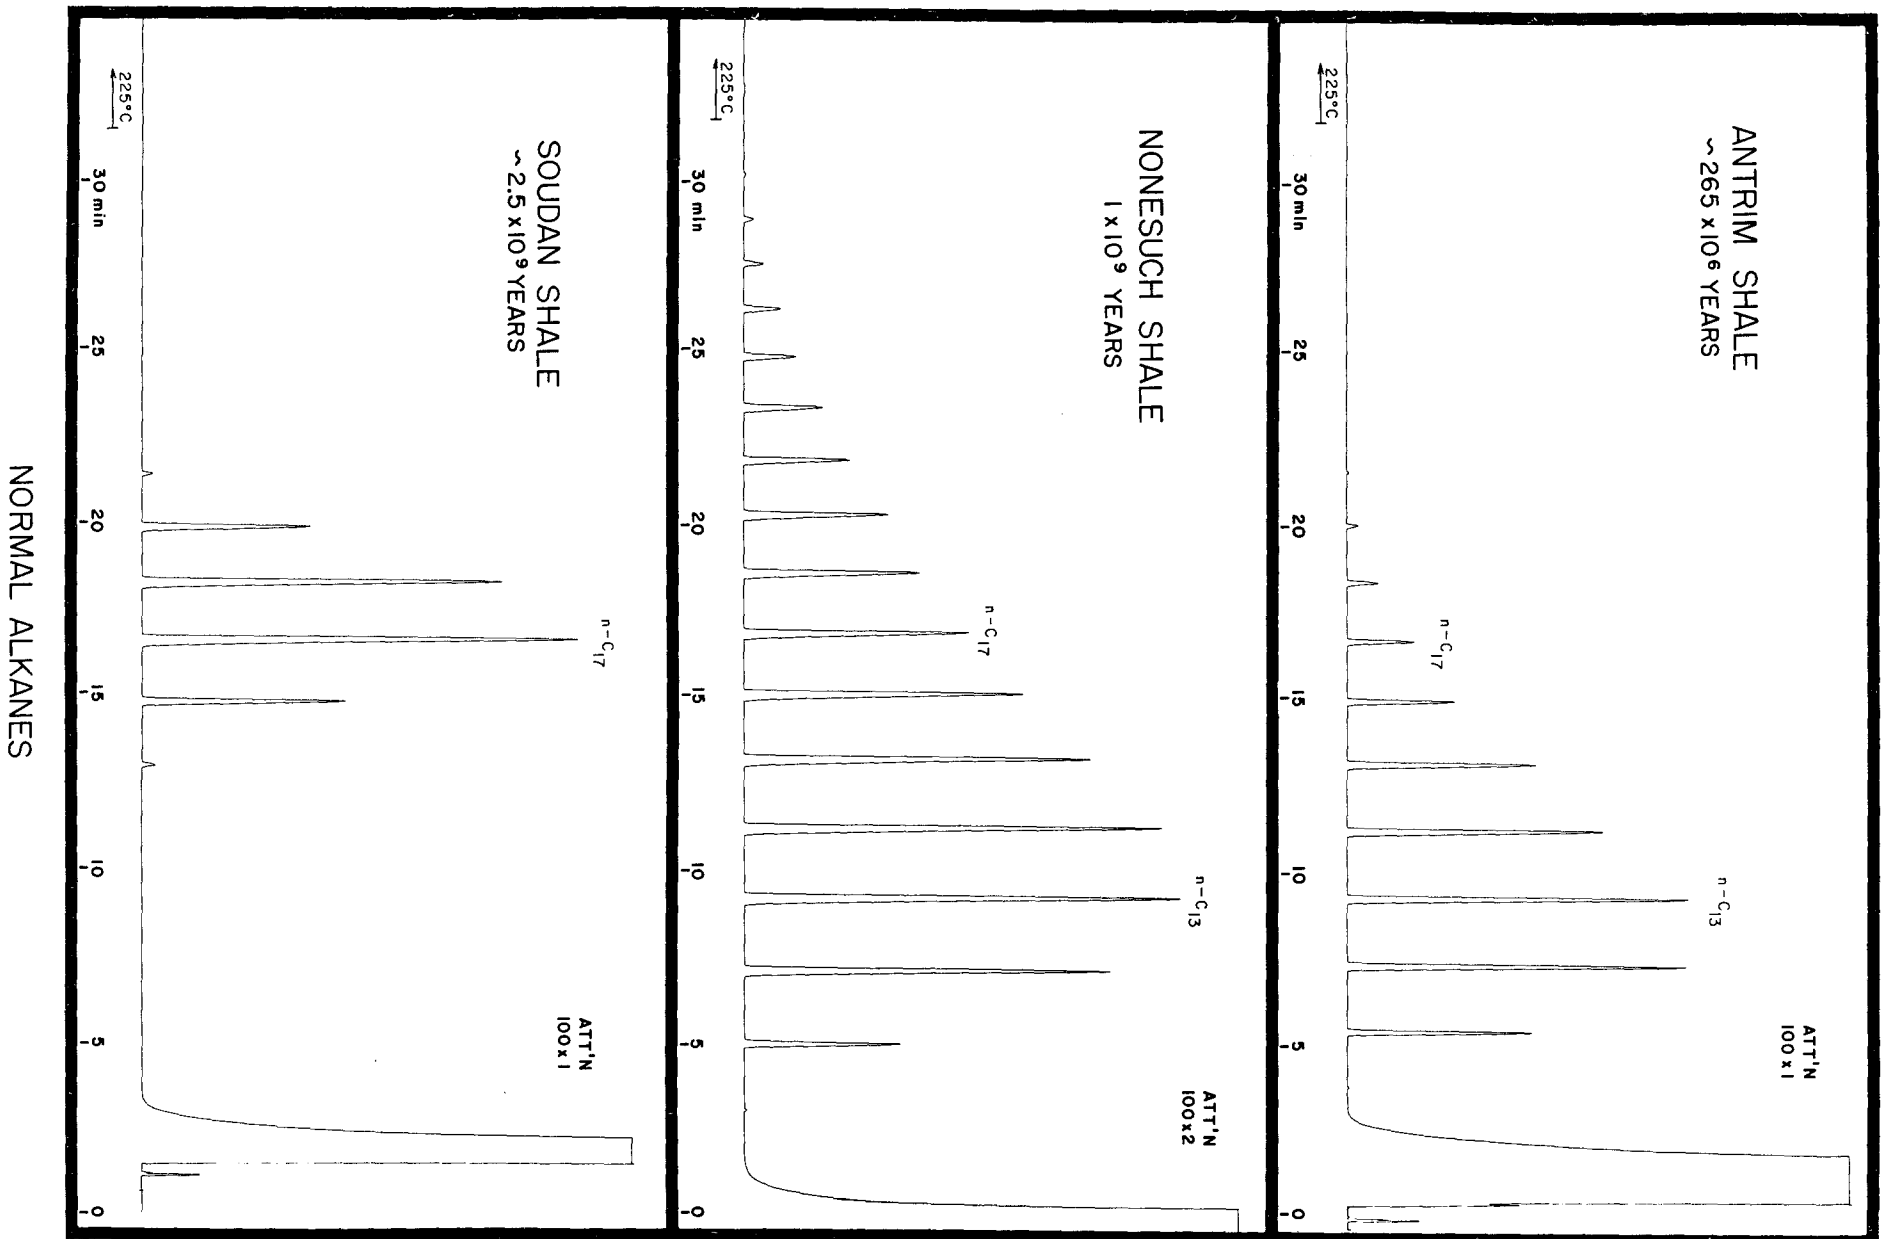 ANTRIM SHALE
~265 x 10⁶ YEARS
ATT'N
100 x 1
n-C₁₃
n-C₁₇
225°C
30 min
25
20
15
10
5
0
NONESUCH SHALE
1 x 10⁹ YEARS
ATT'N
100 x 2
n-C₁₃
n-C₁₇
225°C
30 min
25
20
15
10
5
0
SOUDAN SHALE
~2.5 x 10⁹ YEARS
ATT'N
100 x 1
n-C₁₇
225°C
30 min
25
20
15
10
5
0
NORMAL ALKANES